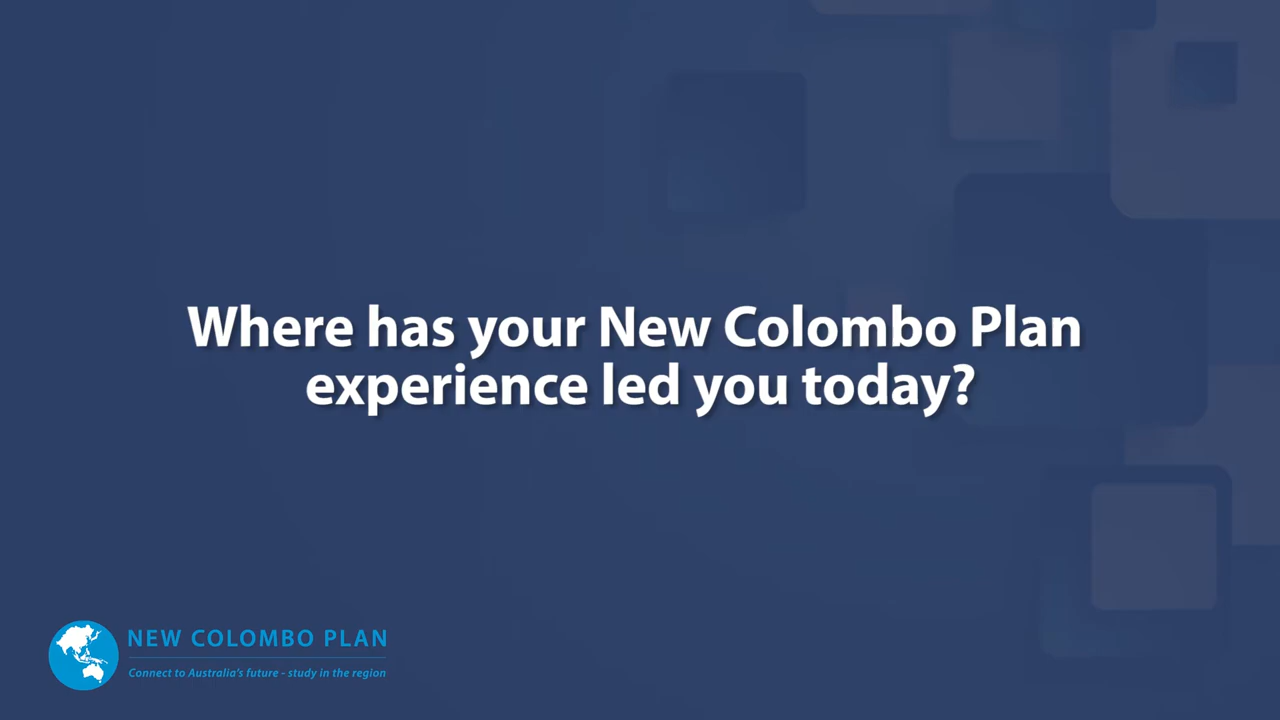 Where has your New Colombo Plan
experience led you today?
NEW COLOMBO PLAN
Connect to Australia's future - study in the region